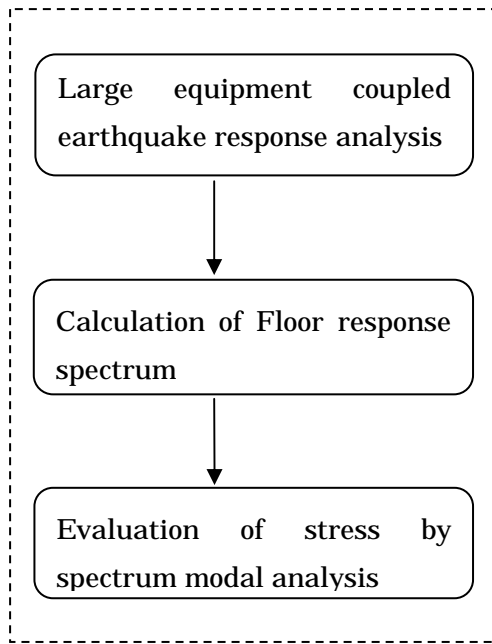 Large equipment coupled
earthquake response analysis
Calculation of Floor response
spectrum
Evaluation of stress by
spectrum modal analysis